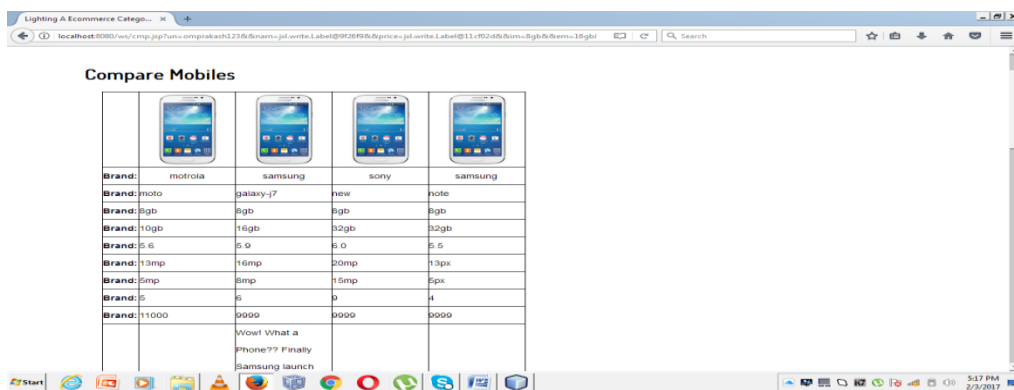 Lighting A Ecommerce Catego... × +
localhost:8080/ws/cmp.jsp?un=omprakash123&&nam=jxl.write.Label@9f26f9&&price=jxl.write.Label@11cf02d&&im=8gb&&em=16gb Search
Compare Mobiles
Brand: motrola samsung sony samsung
Brand: moto galaxy-j7 new note
Brand: 8gb 8gb 8gb 8gb
Brand: 10gb 16gb 32gb 32gb
Brand: 5.6 5.9 6.0 5.5
Brand: 13mp 16mp 20mp 13px
Brand: 5mp 8mp 15mp 5px
Brand: 5 6 9 4
Brand: 11000 9999 9999 9999
Wow! What a
Phone?? Finally
Samsung launch
Start 5:17 PM
2/3/2017